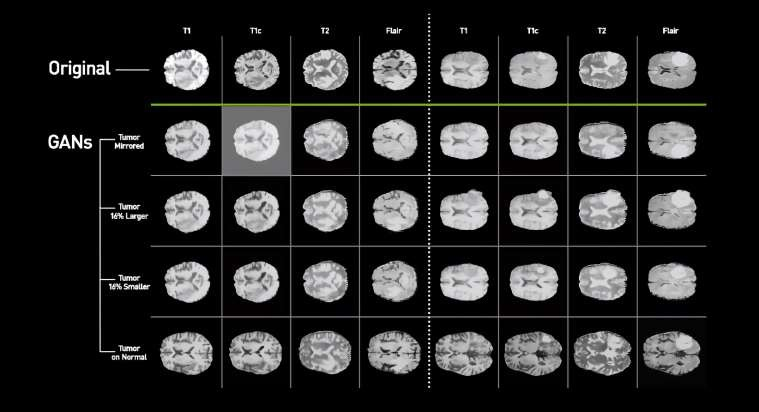 T1 T1c T2 Flair T1 T1c T2 Flair
Original
GANs
Tumor
Mirrored
Tumor
16% Larger
Tumor
16% Smaller
Tumor
on Normal